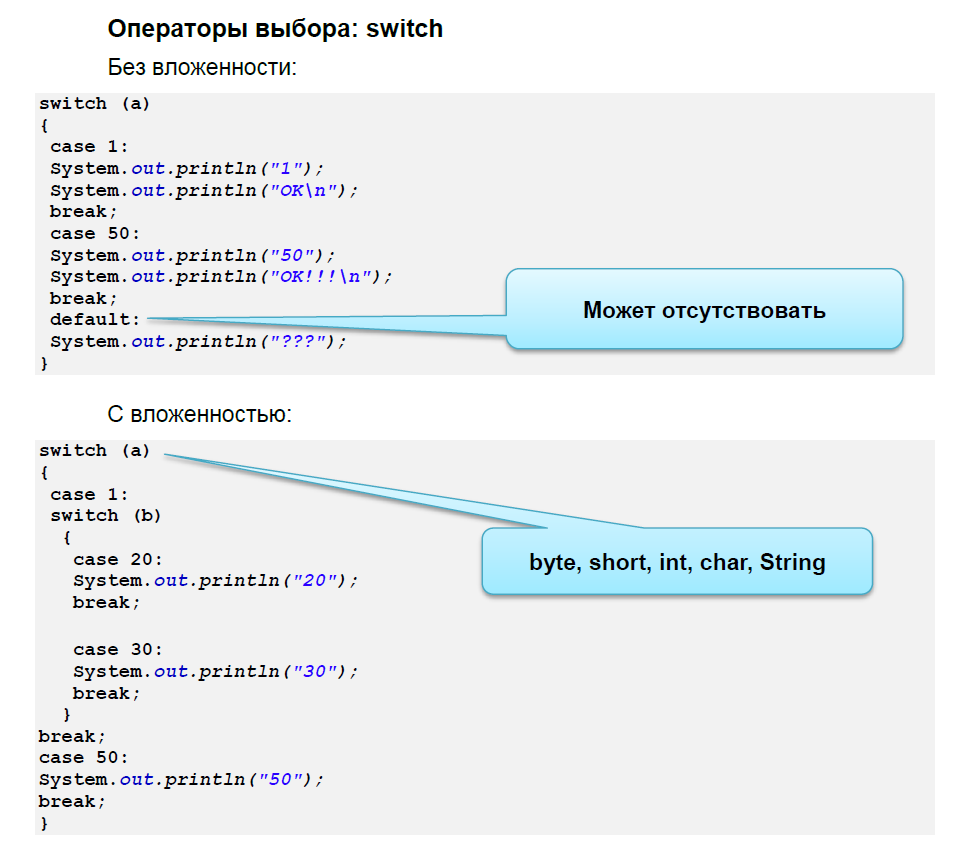 Операторы выбора: switch
Без вложенности:
switch (a)
{
case 1:
System.out.println("1");
System.out.println("OK\n");
break;
case 50:
System.out.println("50");
System.out.println("OK!!!\n");
break;
default:
System.out.println("???");
}
Может отсутствовать
С вложенностью:
switch (a)
{
case 1:
switch (b)
{
case 20:
System.out.println("20");
break;
case 30:
System.out.println("30");
break;
}
break;
case 50:
System.out.println("50");
break;
}
byte, short, int, char, String